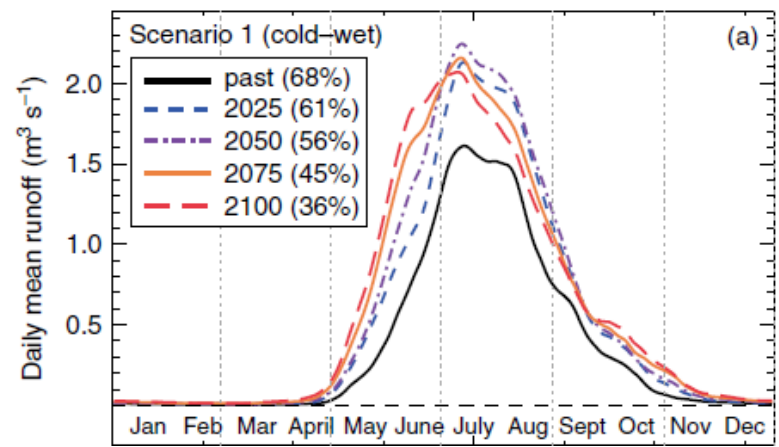 Scenario 1 (cold–wet)
(a)
past (68%)
2025 (61%)
2050 (56%)
2075 (45%)
2100 (36%)
Daily mean runoff (m³ s⁻¹)
2.0
1.5
1.0
0.5
Jan Feb Mar April May June July Aug Sept Oct Nov Dec